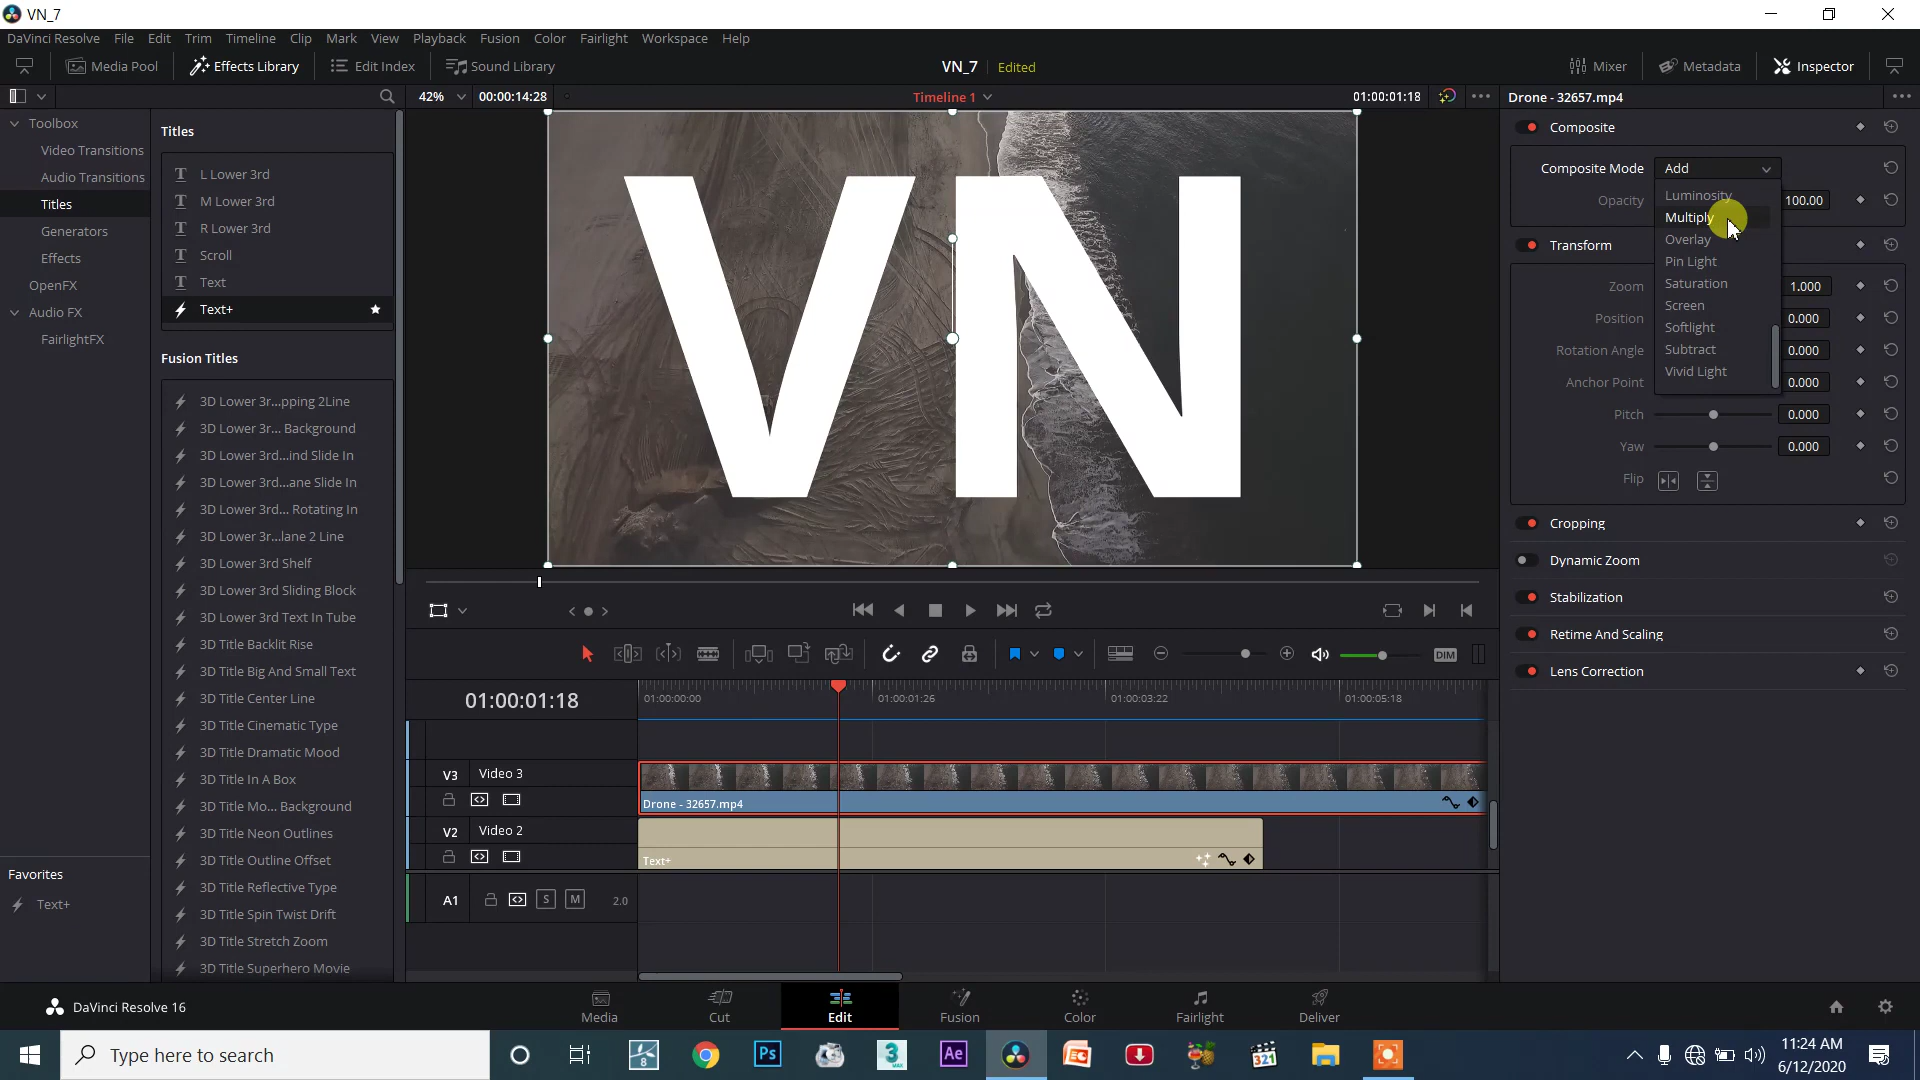 VN_7
DaVinci Resolve File Edit Trim Timeline Clip Mark View Playback Fusion Color Fairlight Workspace Help
Media Pool Effects Library Edit Index Sound Library VN_7 Edited Mixer Metadata Inspector
42% 00:00:14:28 Timeline 1 01:00:01:18 Drone - 32657.mp4
Toolbox
Video Transitions
Audio Transitions
Titles
Generators
Effects
OpenFX
Audio FX
FairlightFX
Favorites
Text+
Titles
L Lower 3rd
M Lower 3rd
R Lower 3rd
Scroll
Text
Text+
Fusion Titles
3D Lower 3r...pping 2Line
3D Lower 3r... Background
3D Lower 3rd...ind Slide In
3D Lower 3rd...ane Slide In
3D Lower 3rd... Rotating In
3D Lower 3r...lane 2 Line
3D Lower 3rd Shelf
3D Lower 3rd Sliding Block
3D Lower 3rd Text In Tube
3D Title Backlit Rise
3D Title Big And Small Text
3D Title Center Line
3D Title Cinematic Type
3D Title Dramatic Mood
3D Title In A Box
3D Title Mo... Background
3D Title Neon Outlines
3D Title Outline Offset
3D Title Reflective Type
3D Title Spin Twist Drift
3D Title Stretch Zoom
3D Title Superhero Movie
VN
Composite
Composite Mode Add
Opacity 100.00
Luminosity
Multiply
Overlay
Pin Light
Saturation
Screen
Softlight
Subtract
Vivid Light
Transform
Zoom 1.000
Position 0.000
Rotation Angle 0.000
Anchor Point 0.000
Pitch 0.000
Yaw 0.000
Flip
Cropping
Dynamic Zoom
Stabilization
Retime And Scaling
Lens Correction
DIM
01:00:01:18 01:00:00:00 01:00:01:26 01:00:03:22 01:00:05:18
V3 Video 3
Drone - 32657.mp4
V2 Video 2
Text+
A1 S M 2.0
DaVinci Resolve 16
Media Cut Edit Fusion Color Fairlight Deliver
Type here to search
8
Ps
3
MAX
Ae
321
11:24 AM
6/12/2020